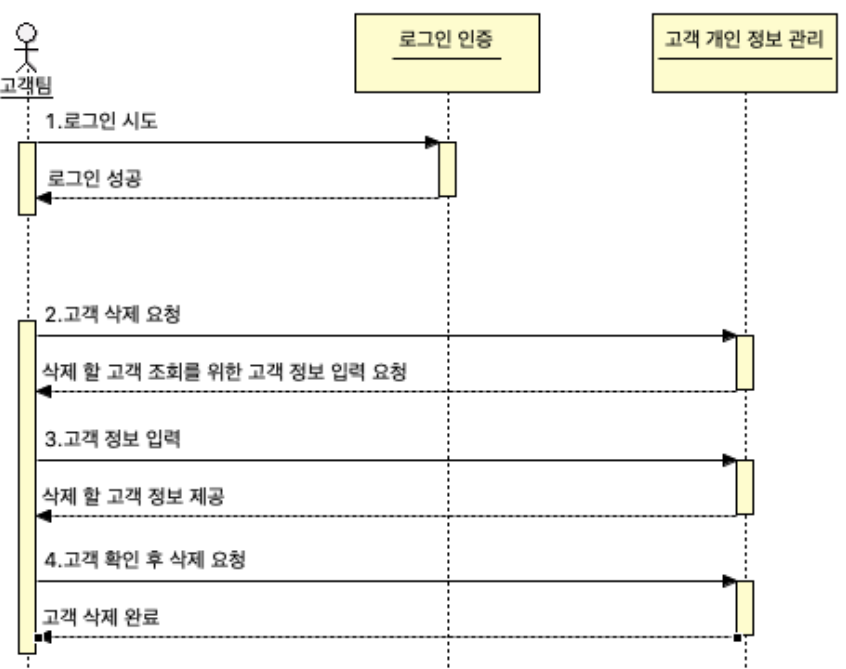 로그인 인증
고객 개인 정보 관리
고객팀
1.로그인 시도
로그인 성공
2.고객 삭제 요청
삭제 할 고객 조회를 위한 고객 정보 입력 요청
3.고객 정보 입력
삭제 할 고객 정보 제공
4.고객 확인 후 삭제 요청
고객 삭제 완료